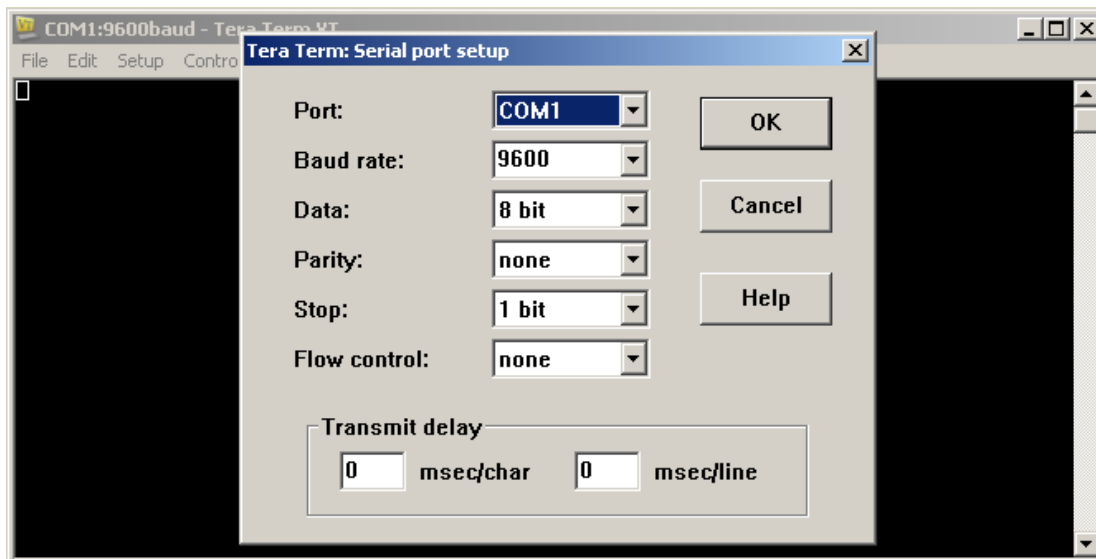 COM1:9600baud - Tera Term VT
File Edit Setup Contro
Tera Term: Serial port setup
Port: COM1
OK
Baud rate: 9600
Data: 8 bit
Cancel
Parity: none
Stop: 1 bit
Help
Flow control: none
Transmit delay
0 msec/char 0 msec/line